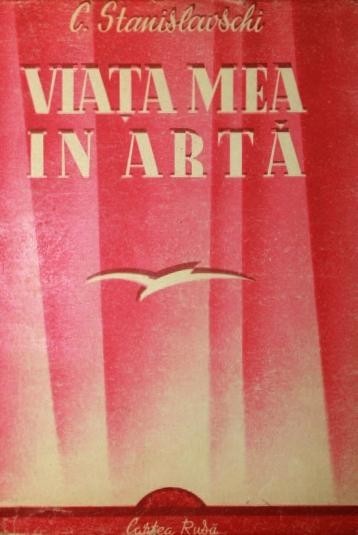 C. Stanislavschi
VIAȚA MEA
IN ARTĂ
Cartea Rusă